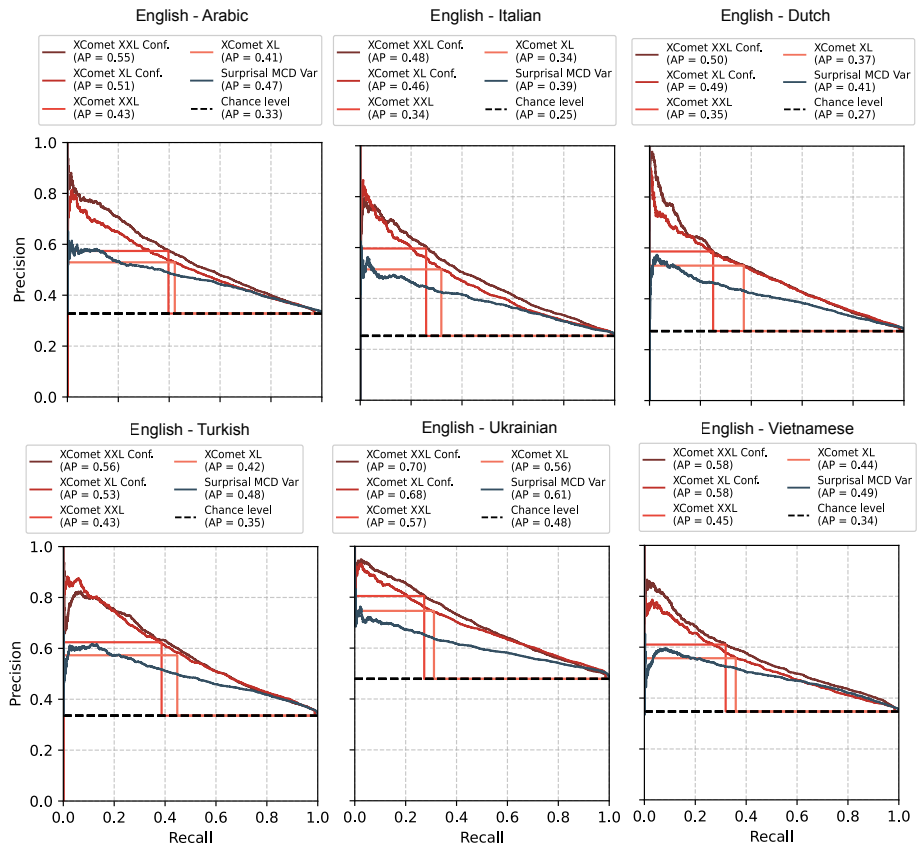 English - Arabic
XComet XXL Conf.
(AP = 0.55)
XComet XL Conf.
(AP = 0.51)
XComet XXL
(AP = 0.43)
XComet XL
(AP = 0.41)
Surprisal MCD Var
(AP = 0.47)
Chance level
(AP = 0.33)
English - Italian
XComet XXL Conf.
(AP = 0.48)
XComet XL Conf.
(AP = 0.46)
XComet XXL
(AP = 0.34)
XComet XL
(AP = 0.34)
Surprisal MCD Var
(AP = 0.39)
Chance level
(AP = 0.25)
English - Dutch
XComet XXL Conf.
(AP = 0.50)
XComet XL Conf.
(AP = 0.49)
XComet XXL
(AP = 0.35)
XComet XL
(AP = 0.37)
Surprisal MCD Var
(AP = 0.41)
Chance level
(AP = 0.27)
Precision
1.0
0.8
0.6
0.4
0.2
0.0
English - Turkish
XComet XXL Conf.
(AP = 0.56)
XComet XL Conf.
(AP = 0.53)
XComet XXL
(AP = 0.43)
XComet XL
(AP = 0.42)
Surprisal MCD Var
(AP = 0.48)
Chance level
(AP = 0.35)
English - Ukrainian
XComet XXL Conf.
(AP = 0.70)
XComet XL Conf.
(AP = 0.68)
XComet XXL
(AP = 0.57)
XComet XL
(AP = 0.56)
Surprisal MCD Var
(AP = 0.61)
Chance level
(AP = 0.48)
English - Vietnamese
XComet XXL Conf.
(AP = 0.58)
XComet XL Conf.
(AP = 0.58)
XComet XXL
(AP = 0.45)
XComet XL
(AP = 0.44)
Surprisal MCD Var
(AP = 0.49)
Chance level
(AP = 0.34)
Precision
1.0
0.8
0.6
0.4
0.2
0.0
0.0 0.2 0.4 0.6 0.8 1.0
Recall
0.0 0.2 0.4 0.6 0.8 1.0
Recall
0.0 0.2 0.4 0.6 0.8 1.0
Recall